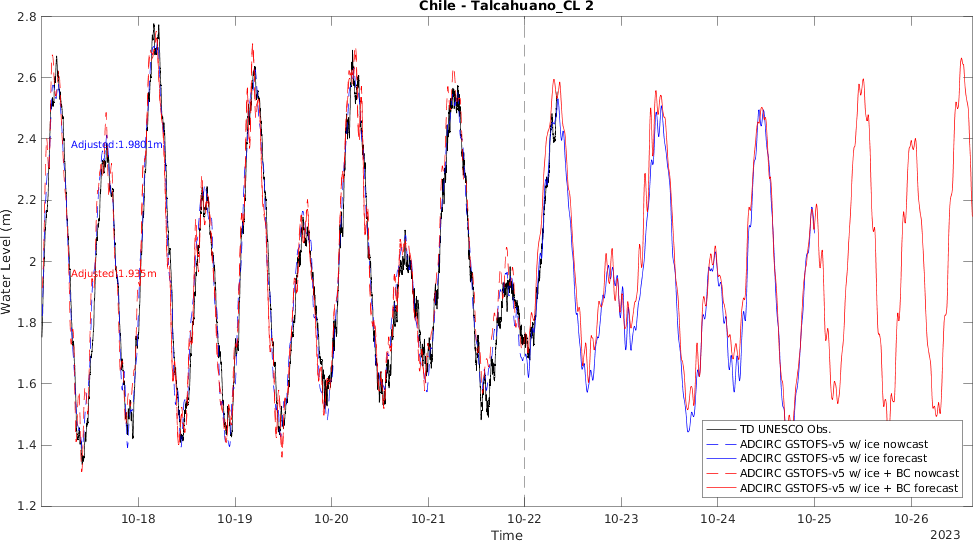 Chile - Talcahuano_CL 2
2.8
2.6
2.4
2.2
2
1.8
1.6
1.4
1.2
Water Level (m)
Adjusted:1.9801m
Adjusted:1.935m
TD UNESCO Obs.
ADCIRC GSTOFS-v5 w/ ice nowcast
ADCIRC GSTOFS-v5 w/ ice forecast
ADCIRC GSTOFS-v5 w/ ice + BC nowcast
ADCIRC GSTOFS-v5 w/ ice + BC forecast
10-18 10-19 10-20 10-21 10-22 10-23 10-24 10-25 10-26
Time
2023